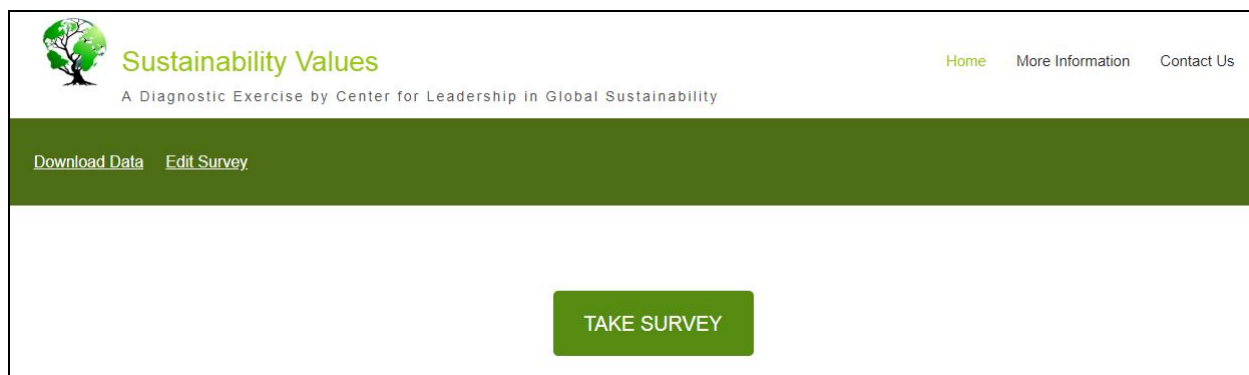 Sustainability Values
Home More Information Contact Us
A Diagnostic Exercise by Center for Leadership in Global Sustainability
Download Data Edit Survey
TAKE SURVEY